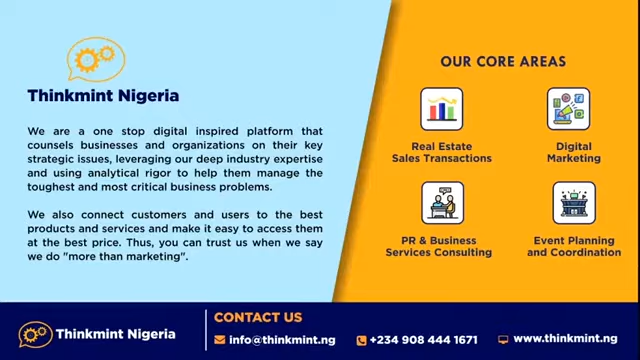 Thinkmint Nigeria
We are a one stop digital inspired platform that
counsels businesses and organizations on their key
strategic issues, leveraging our deep industry expertise
and using analytical rigor to help them manage the
toughest and most critical business problems.
We also connect customers and users to the best
products and services and make it easy to access them
at the best price. Thus, you can trust us when we say
we do "more than marketing".
OUR CORE AREAS
Real Estate
Sales Transactions
Digital
Marketing
PR & Business
Services Consulting
Event Planning
and Coordination
Thinkmint Nigeria
CONTACT US
info@thinkmint.ng
+234 908 444 1671
www.thinkmint.ng